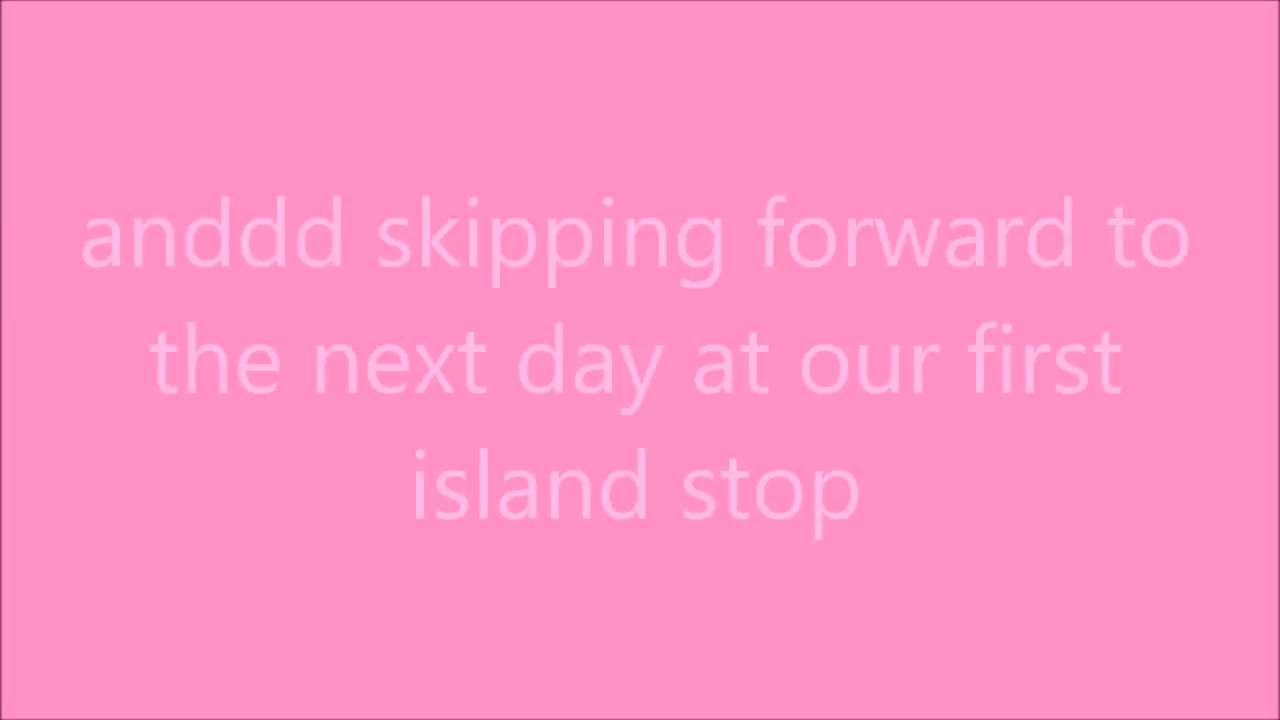 anddd skipping forward to
the next day at our first
island stop